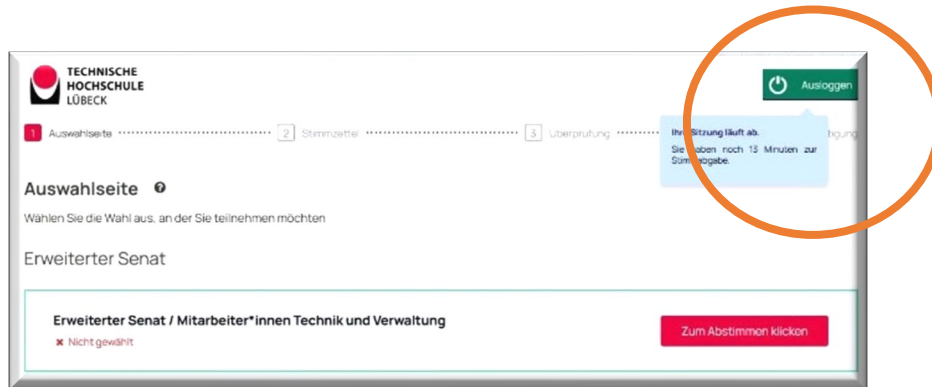 TECHNISCHE
HOCHSCHULE
LÜBECK
Ausloggen
1 Auswahlseite
2 Stimmzettel
3 Überprüfung
Ihre Sitzung läuft ab.
Sie haben noch 13 Minuten zur
Stimmabgabe.
Auswahlseite
Wählen Sie die Wahl aus, an der Sie teilnehmen möchten
Erweiterter Senat
Erweiterter Senat / Mitarbeiter*innen Technik und Verwaltung
Nicht gewählt
Zum Abstimmen klicken